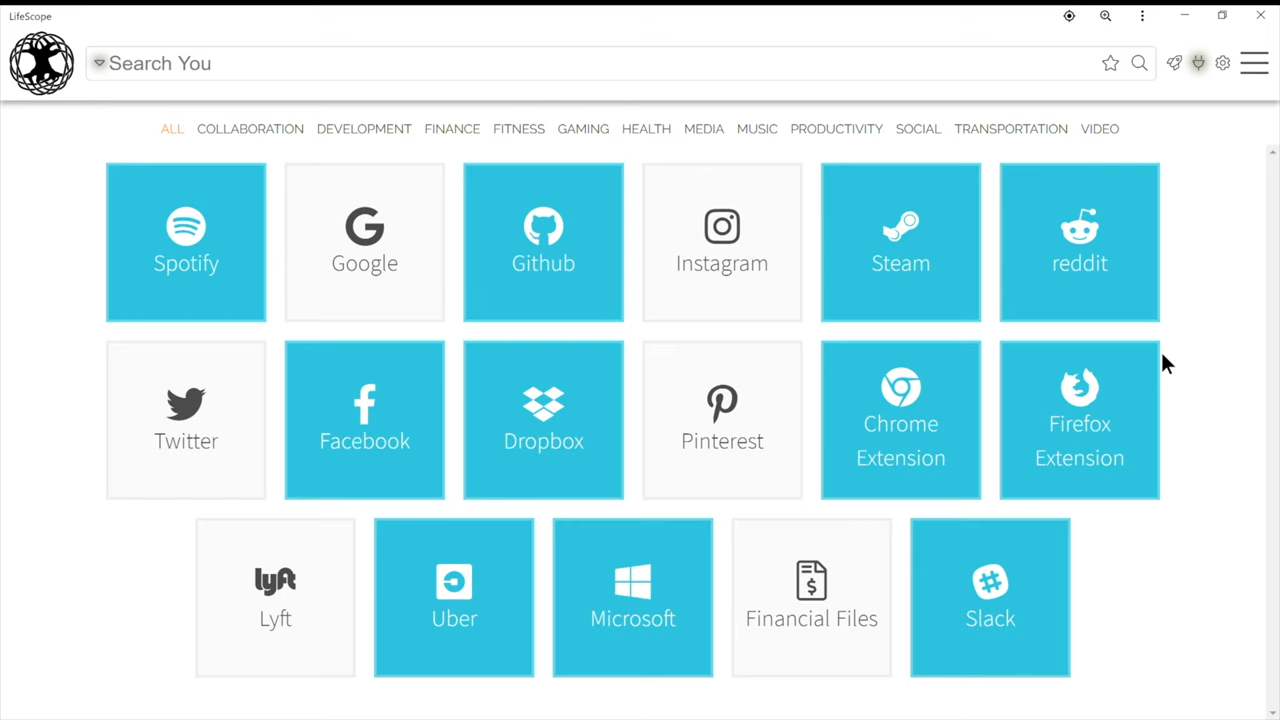 LifeScope
Search You
ALL COLLABORATION DEVELOPMENT FINANCE FITNESS GAMING HEALTH MEDIA MUSIC PRODUCTIVITY SOCIAL TRANSPORTATION VIDEO
Spotify
Google
Github
Instagram
Steam
reddit
Twitter
Facebook
Dropbox
Pinterest
Chrome
Extension
Firefox
Extension
lyft
Lyft
Uber
Microsoft
Financial Files
Slack